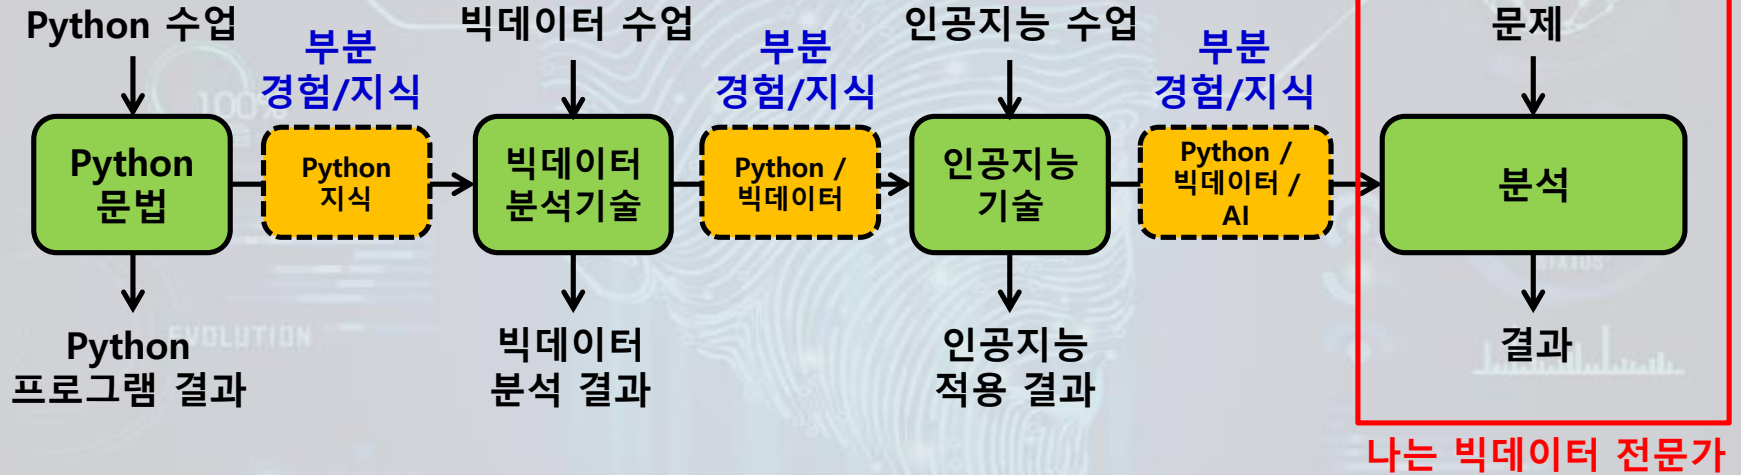 Python 수업
부분
경험/지식
빅데이터 수업
부분
경험/지식
인공지능 수업
부분
경험/지식
문제
Python
문법
Python
지식
빅데이터
분석기술
Python /
빅데이터
인공지능
기술
Python /
빅데이터 /
AI
분석
Python
프로그램 결과
빅데이터
분석 결과
인공지능
적용 결과
결과
나는 빅데이터 전문가
100%
EVOLUTION